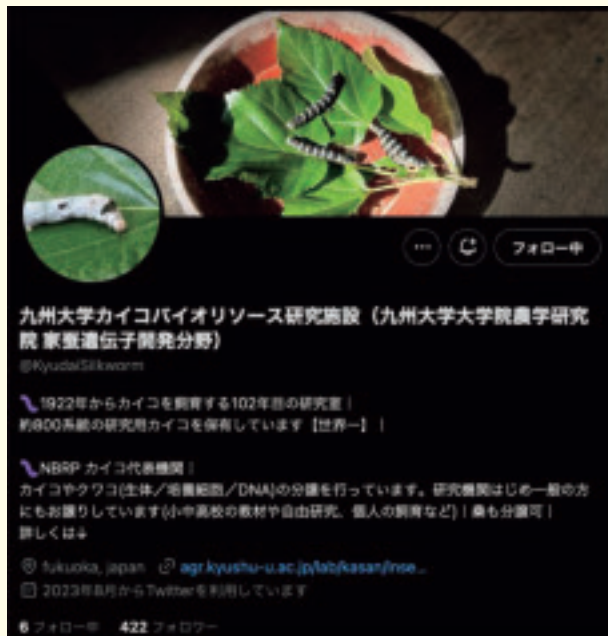 フォロー中
九州大学カイコバイオリソース研究施設（九州大学大学院農学研究
院 家蚕遺伝子開発分野）
@KyudaiSilkworm
1922年からカイコを飼育する102年目の研究室｜
約800系統の研究用カイコを保有しています【世界一】｜
NBRP カイコ代表機関｜
カイコやクワコ(生体／培養細胞／DNA)の分譲を行っています。研究機関はじめ一般の方
にもお譲りしています(小中高校の教材や自由研究、個人の飼育など)｜桑も分譲可｜
詳しくは↓
fukuoka, japan agr.kyushu-u.ac.jp/lab/kasan/inse...
2023年8月からTwitterを利用しています
6 フォロー中 422 フォロワー